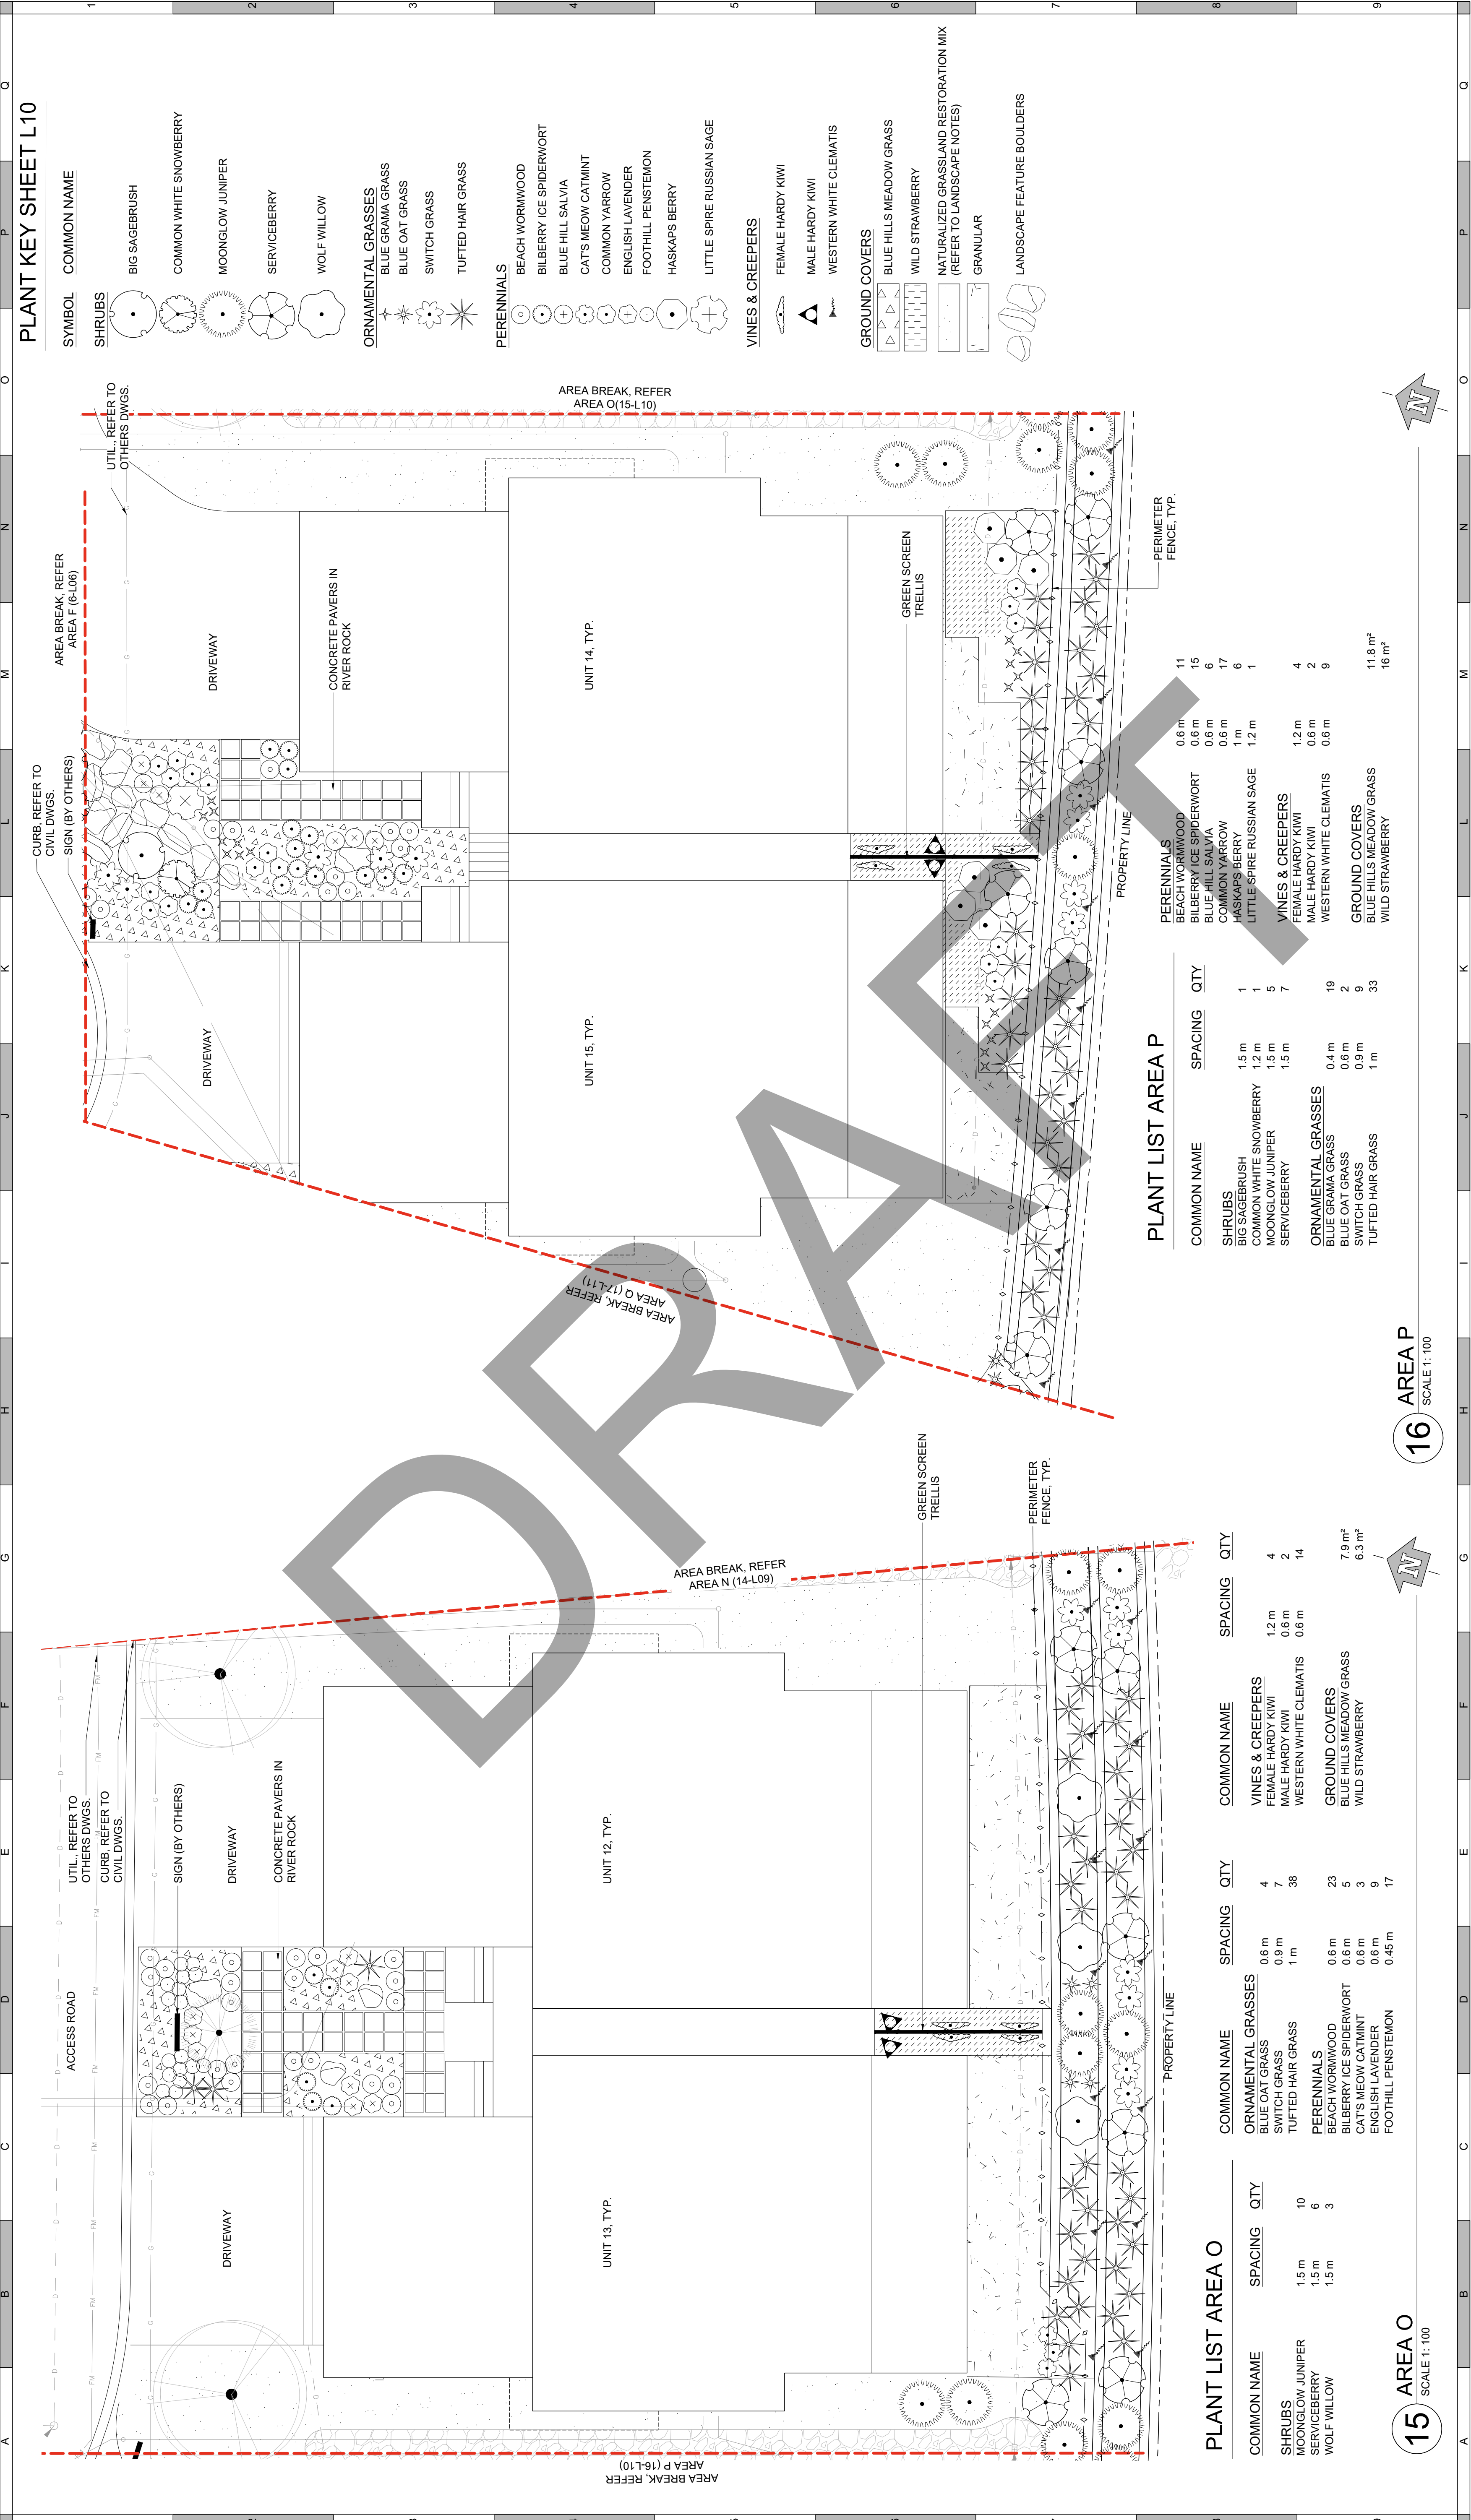 PLANT KEY SHEET L10
SYMBOL COMMON NAME
SHRUBS
BIG SAGEBRUSH
COMMON WHITE SNOWBERRY
MOONGLOW JUNIPER
SERVICEBERRY
WOLF WILLOW
ORNAMENTAL GRASSES
BLUE GRAMA GRASS
BLUE OAT GRASS
SWITCH GRASS
TUFTED HAIR GRASS
PERENNIALS
BEACH WORMWOOD
BILBERRY ICE SPIDERWORT
BLUE HILL SALVIA
CAT'S MEOW CATMINT
COMMON YARROW
ENGLISH LAVENDER
FOOTHILL PENSTEMON
HASKAPS BERRY
LITTLE SPIRE RUSSIAN SAGE
VINES & CREEPERS
FEMALE HARDY KIWI
MALE HARDY KIWI
WESTERN WHITE CLEMATIS
GROUND COVERS
BLUE HILLS MEADOW GRASS
WILD STRAWBERRY
NATURALIZED GRASSLAND RESTORATION MIX
(REFER TO LANDSCAPE NOTES)
GRANULAR
LANDSCAPE FEATURE BOULDERS
UTIL., REFER TO
OTHERS DWGS.
CURB, REFER TO
CIVIL DWGS.
SIGN (BY OTHERS)
ACCESS ROAD
DRIVEWAY
DRIVEWAY
CONCRETE PAVERS IN
RIVER ROCK
UNIT 13, TYP.
UNIT 12, TYP.
AREA BREAK, REFER
AREA P (16-L10)
AREA BREAK, REFER
AREA N (14-L09)
GREEN SCREEN
TRELLIS
PERIMETER
FENCE, TYP.
PROPERTY LINE
PLANT LIST AREA O
COMMON NAME SPACING QTY
SHRUBS
MOONGLOW JUNIPER 1.5 m 10
SERVICEBERRY 1.5 m 6
WOLF WILLOW 1.5 m 3
COMMON NAME SPACING QTY
ORNAMENTAL GRASSES
BLUE OAT GRASS 0.6 m 4
SWITCH GRASS 0.9 m 7
TUFTED HAIR GRASS 1 m 38
PERENNIALS
BEACH WORMWOOD 0.6 m 23
BILBERRY ICE SPIDERWORT 0.6 m 5
CAT'S MEOW CATMINT 0.6 m 3
ENGLISH LAVENDER 0.6 m 9
FOOTHILL PENSTEMON 0.45 m 17
COMMON NAME SPACING QTY
VINES & CREEPERS
FEMALE HARDY KIWI 1.2 m 4
MALE HARDY KIWI 0.6 m 2
WESTERN WHITE CLEMATIS 0.6 m 14
GROUND COVERS
BLUE HILLS MEADOW GRASS 7.9 m²
WILD STRAWBERRY 6.3 m²
15 AREA O
SCALE 1: 100
N
CURB, REFER TO
CIVIL DWGS.
SIGN (BY OTHERS)
AREA BREAK, REFER
AREA F (6-L06)
UTIL., REFER TO
OTHERS DWGS.
DRIVEWAY
DRIVEWAY
CONCRETE PAVERS IN
RIVER ROCK
UNIT 15, TYP.
UNIT 14, TYP.
AREA BREAK, REFER
AREA Q (17-L11)
AREA BREAK, REFER
AREA O(15-L10)
GREEN SCREEN
TRELLIS
PERIMETER
FENCE, TYP.
PROPERTY LINE
PLANT LIST AREA P
COMMON NAME SPACING QTY
SHRUBS
BIG SAGEBRUSH 1.5 m 1
COMMON WHITE SNOWBERRY 1.2 m 1
MOONGLOW JUNIPER 1.5 m 5
SERVICEBERRY 1.5 m 7
ORNAMENTAL GRASSES
BLUE GRAMA GRASS 0.4 m 19
BLUE OAT GRASS 0.6 m 2
SWITCH GRASS 0.9 m 9
TUFTED HAIR GRASS 1 m 33
PERENNIALS
BEACH WORMWOOD 0.6 m 11
BILBERRY ICE SPIDERWORT 0.6 m 15
BLUE HILL SALVIA 0.6 m 6
COMMON YARROW 0.6 m 17
HASKAPS BERRY 1 m 6
LITTLE SPIRE RUSSIAN SAGE 1.2 m 1
VINES & CREEPERS
FEMALE HARDY KIWI 1.2 m 4
MALE HARDY KIWI 0.6 m 2
WESTERN WHITE CLEMATIS 0.6 m 9
GROUND COVERS
BLUE HILLS MEADOW GRASS 11.8 m²
WILD STRAWBERRY 16 m²
16 AREA P
SCALE 1: 100
N
DRAFT
A B C D E F G H I J K L M N O P Q
1 2 3 4 5 6 7 8 9